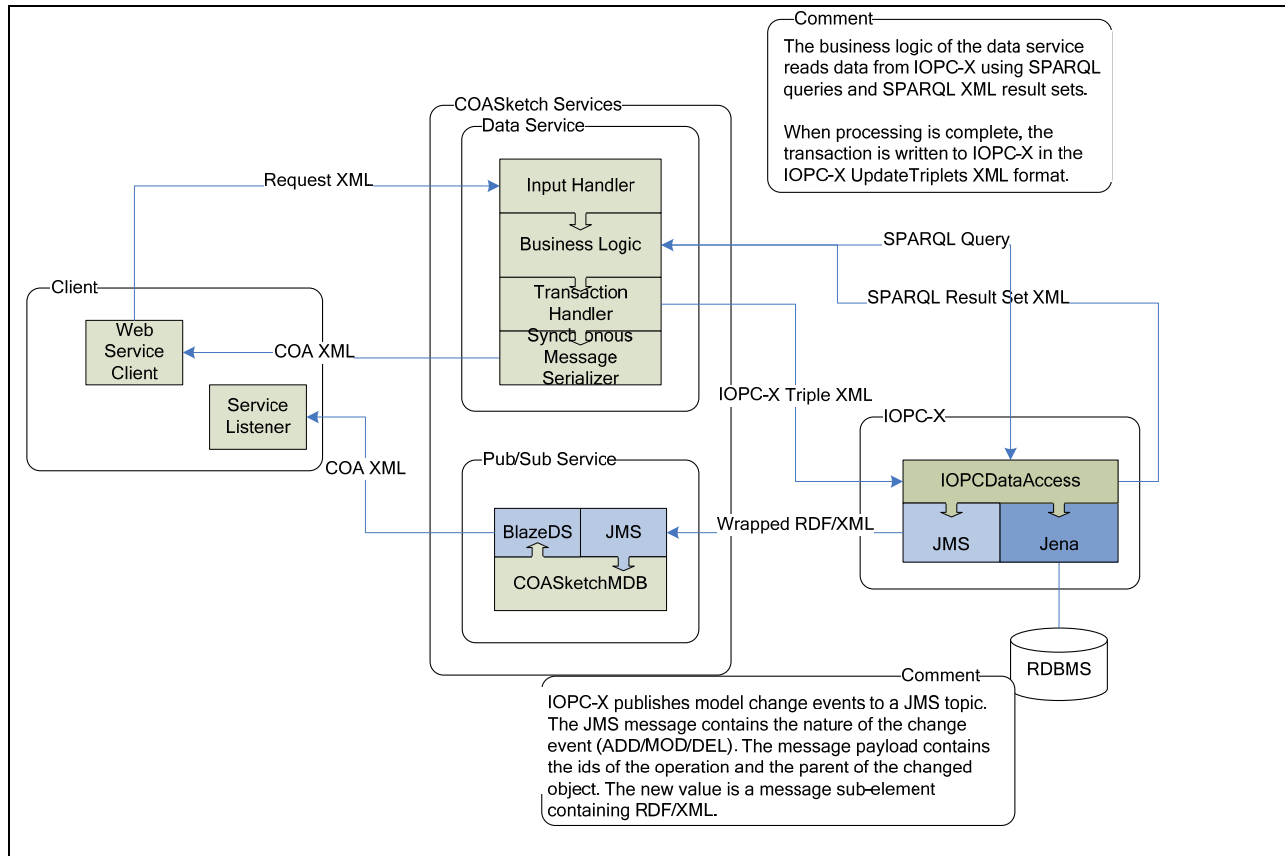 Comment
The business logic of the data service
reads data from IOPC-X using SPARQL
queries and SPARQL XML result sets.
When processing is complete, the
transaction is written to IOPC-X in the
IOPC-X UpdateTriplets XML format.
COASketch Services
Data Service
Request XML
Input Handler
Business Logic
SPARQL Query
Client
Transaction
Handler
SPARQL Result Set XML
Web
Service
Client
COA XML
Synchonous
Message
Serializer
IOPC-X Triple XML
Service
Listener
IOPC-X
COA XML
Pub/Sub Service
IOPCDataAccess
BlazeDS
JMS
Wrapped RDF/XML
JMS
Jena
COASketchMDB
RDBMS
Comment
IOPC-X publishes model change events to a JMS topic.
The JMS message contains the nature of the change
event (ADD/MOD/DEL). The message payload contains
the ids of the operation and the parent of the changed
object. The new value is a message sub-element
containing RDF/XML.